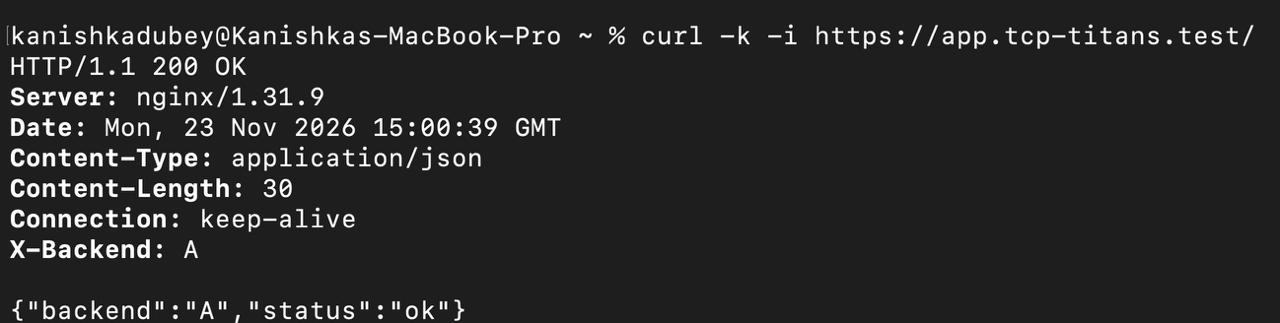 [kanishkadubey@Kanishkas-MacBook-Pro ~ % curl -k -i https://app.tcp-titans.test/
HTTP/1.1 200 OK
Server: nginx/1.31.9
Date: Mon, 23 Nov 2026 15:00:39 GMT
Content-Type: application/json
Content-Length: 30
Connection: keep-alive
X-Backend: A
{"backend":"A","status":"ok"}